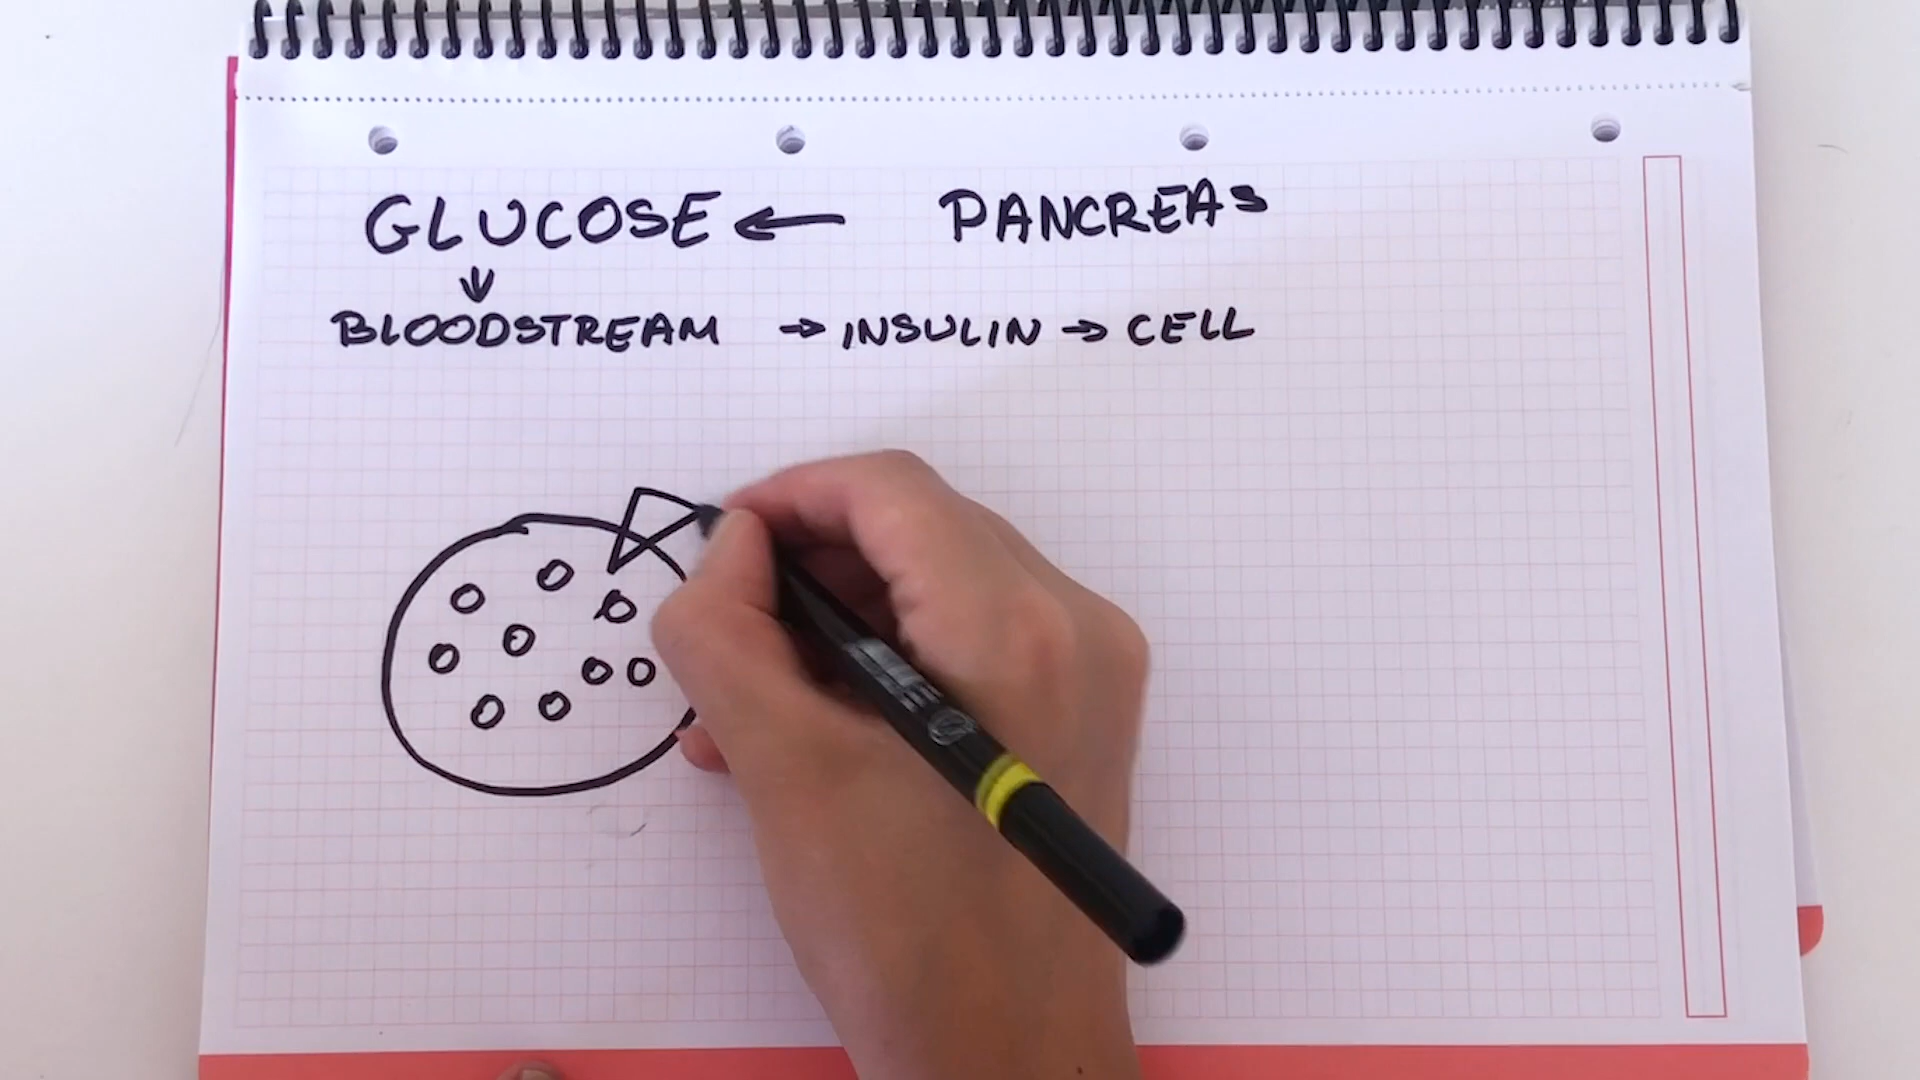 GLUCOSE ← PANCREAS
↓
BLOODSTREAM → INSULIN → CELL